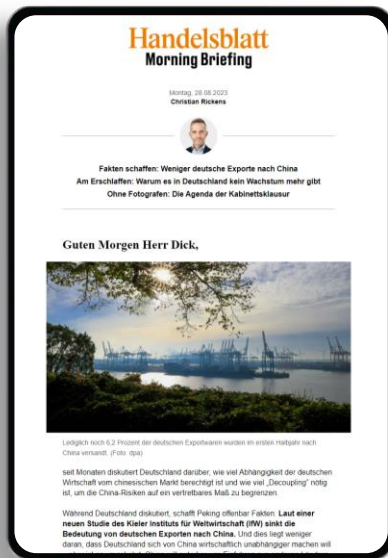 Handelsblatt
Morning Briefing
Montag, 28.08.2023
Christian Rickens
Fakten schaffen: Weniger deutsche Exporte nach China
Am Erschlaffen: Warum es in Deutschland kein Wachstum mehr gibt
Ohne Fotografen: Die Agenda der Kabinettsklausur
Guten Morgen Herr Dick,
Lediglich noch 6,2 Prozent der deutschen Exportwaren wurden im ersten Halbjahr nach
China versandt. (Foto: dpa)
seit Monaten diskutiert Deutschland darüber, wie viel Abhängigkeit der deutschen
Wirtschaft vom chinesischen Markt berechtigt ist und wie viel „Decoupling" nötig
ist, um die China-Risiken auf ein vertretbares Maß zu begrenzen.
Während Deutschland diskutiert, schafft Peking offenbar Fakten: Laut einer
neuen Studie des Kieler Instituts für Weltwirtschaft (IfW) sinkt die
Bedeutung von deutschen Exporten nach China. Und dies liegt weniger
daran, dass Deutschland sich von China wirtschaftlich unabhängiger machen will